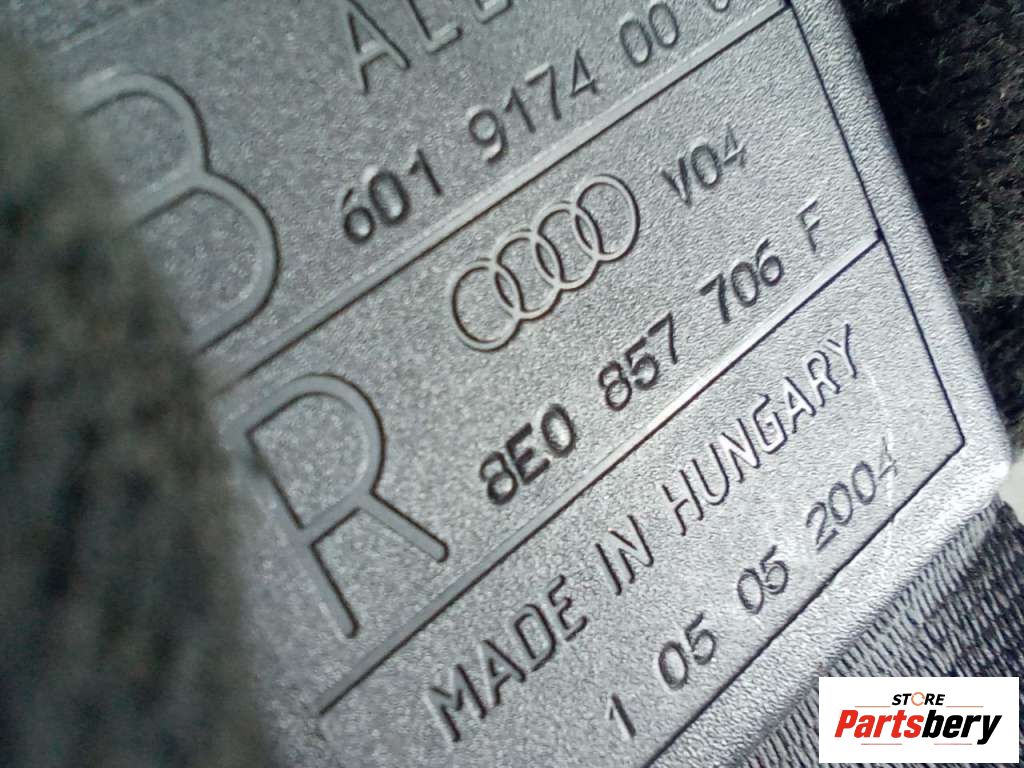 B
601 9174 00
V04
R
8E0 857 706 F
MADE IN HUNGARY
1 05 05 2004
STORE
Partsbery